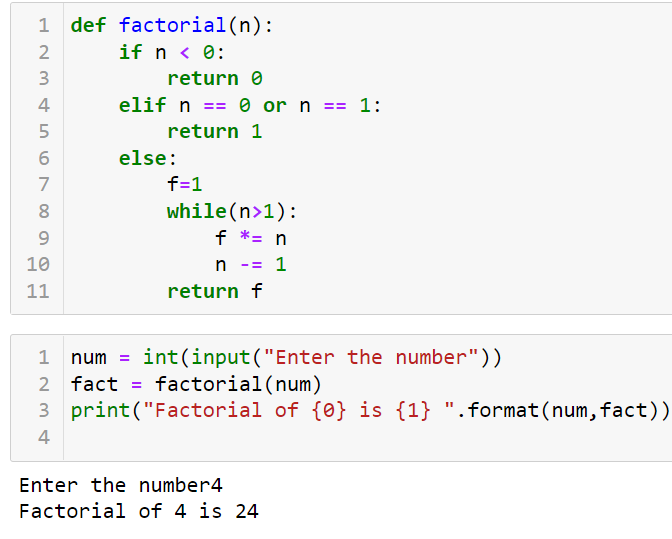 1 def factorial(n):
2     if n < 0:
3         return 0
4     elif n == 0 or n == 1:
5         return 1
6     else:
7         f=1
8         while(n>1):
9             f *= n
10             n -= 1
11         return f
1 num = int(input("Enter the number"))
2 fact = factorial(num)
3 print("Factorial of {0} is {1} ".format(num,fact))
4
Enter the number4
Factorial of 4 is 24